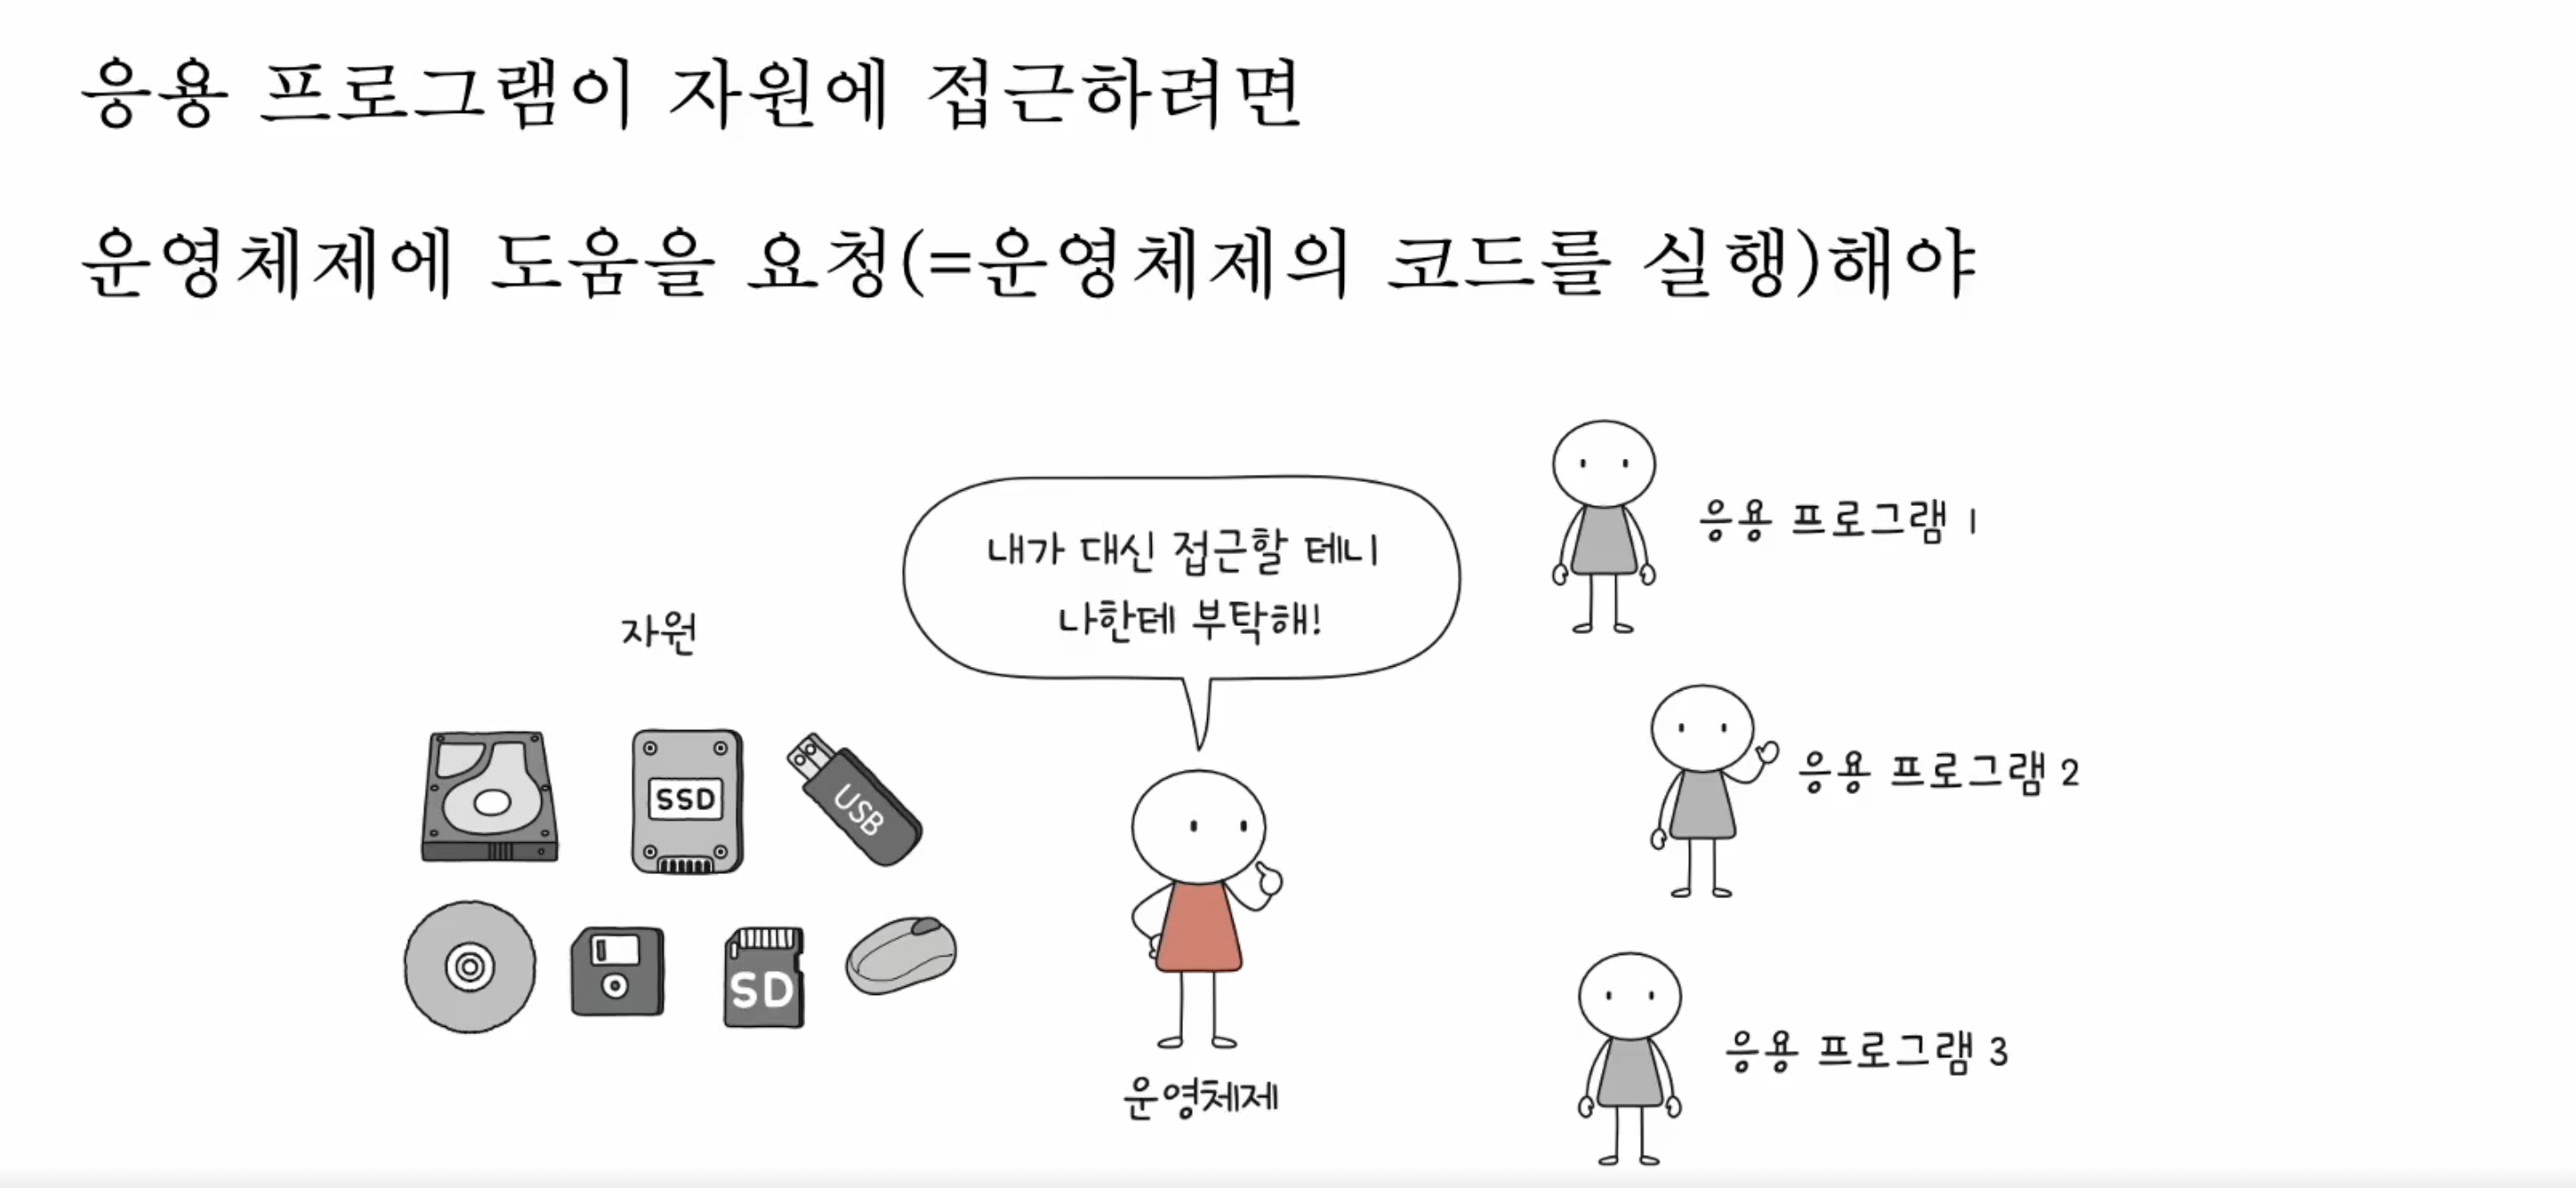 응용 프로그램이 자원에 접근하려면
운영체제에 도움을 요청(=운영체제의 코드를 실행)해야
내가 대신 접근할 테니
나한테 부탁해!
자원
SSD
USB
SD
운영체제
응용 프로그램 1
응용 프로그램 2
응용 프로그램 3